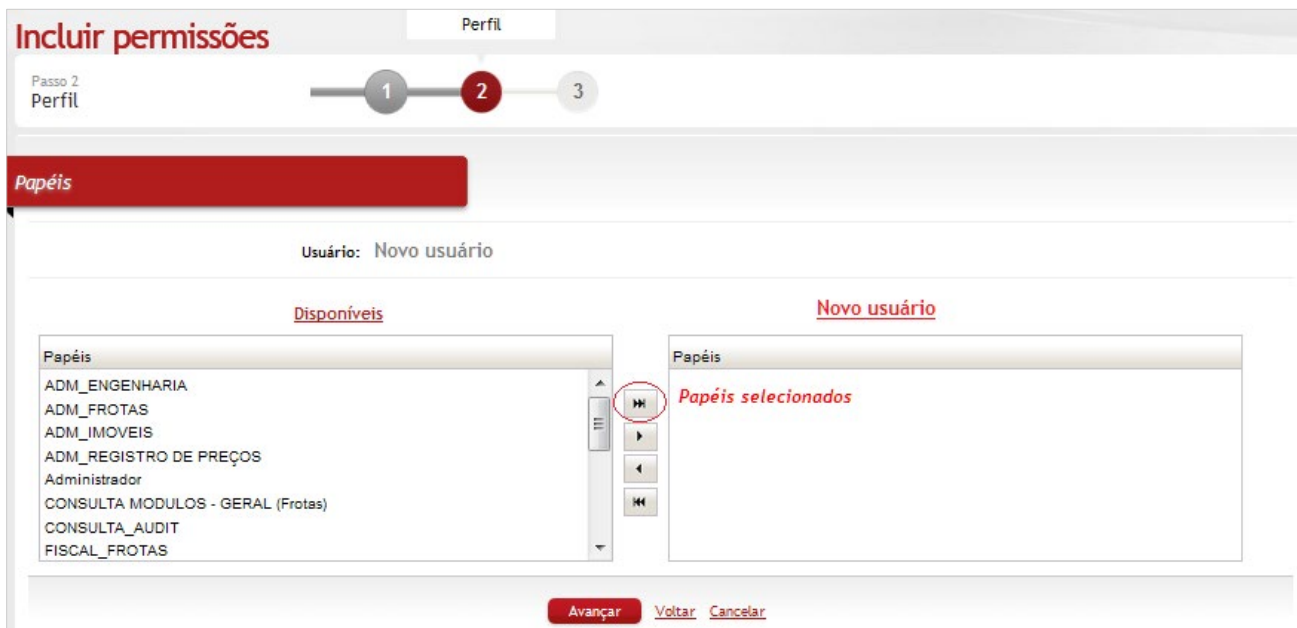 Incluir permissões
Perfil
Passo 2
Perfil
1
2
3
Papéis
Usuário: Novo usuário
Disponíveis
Novo usuário
Papéis
ADM_ENGENHARIA
ADM_FROTAS
ADM_IMOVEIS
ADM_REGISTRO DE PREÇOS
Administrador
CONSULTA MODULOS - GERAL (Frotas)
CONSULTA_AUDIT
FISCAL_FROTAS
Papéis
Papéis selecionados
Avançar Voltar Cancelar